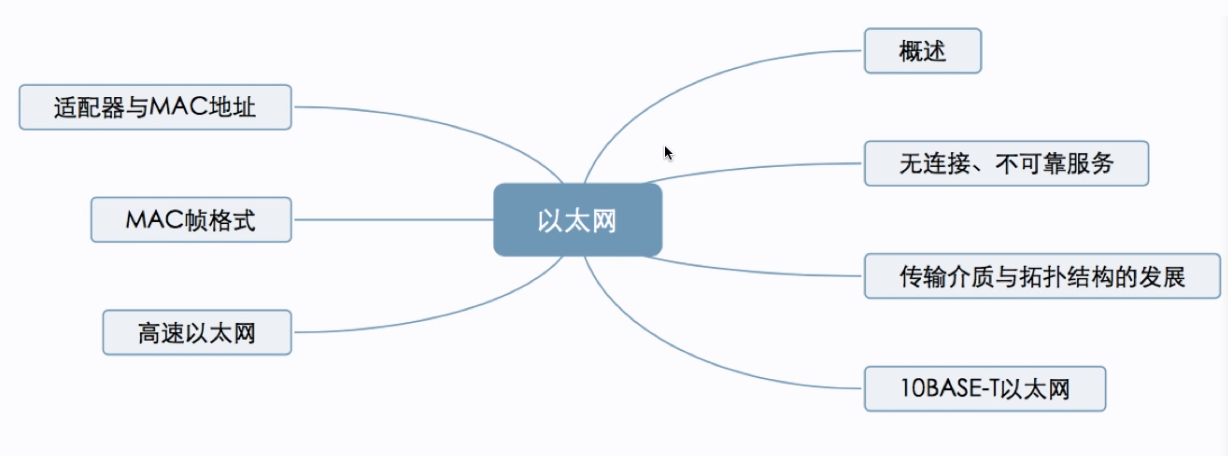 概述
适配器与MAC地址
无连接、不可靠服务
MAC帧格式
以太网
传输介质与拓扑结构的发展
高速以太网
10BASE-T以太网